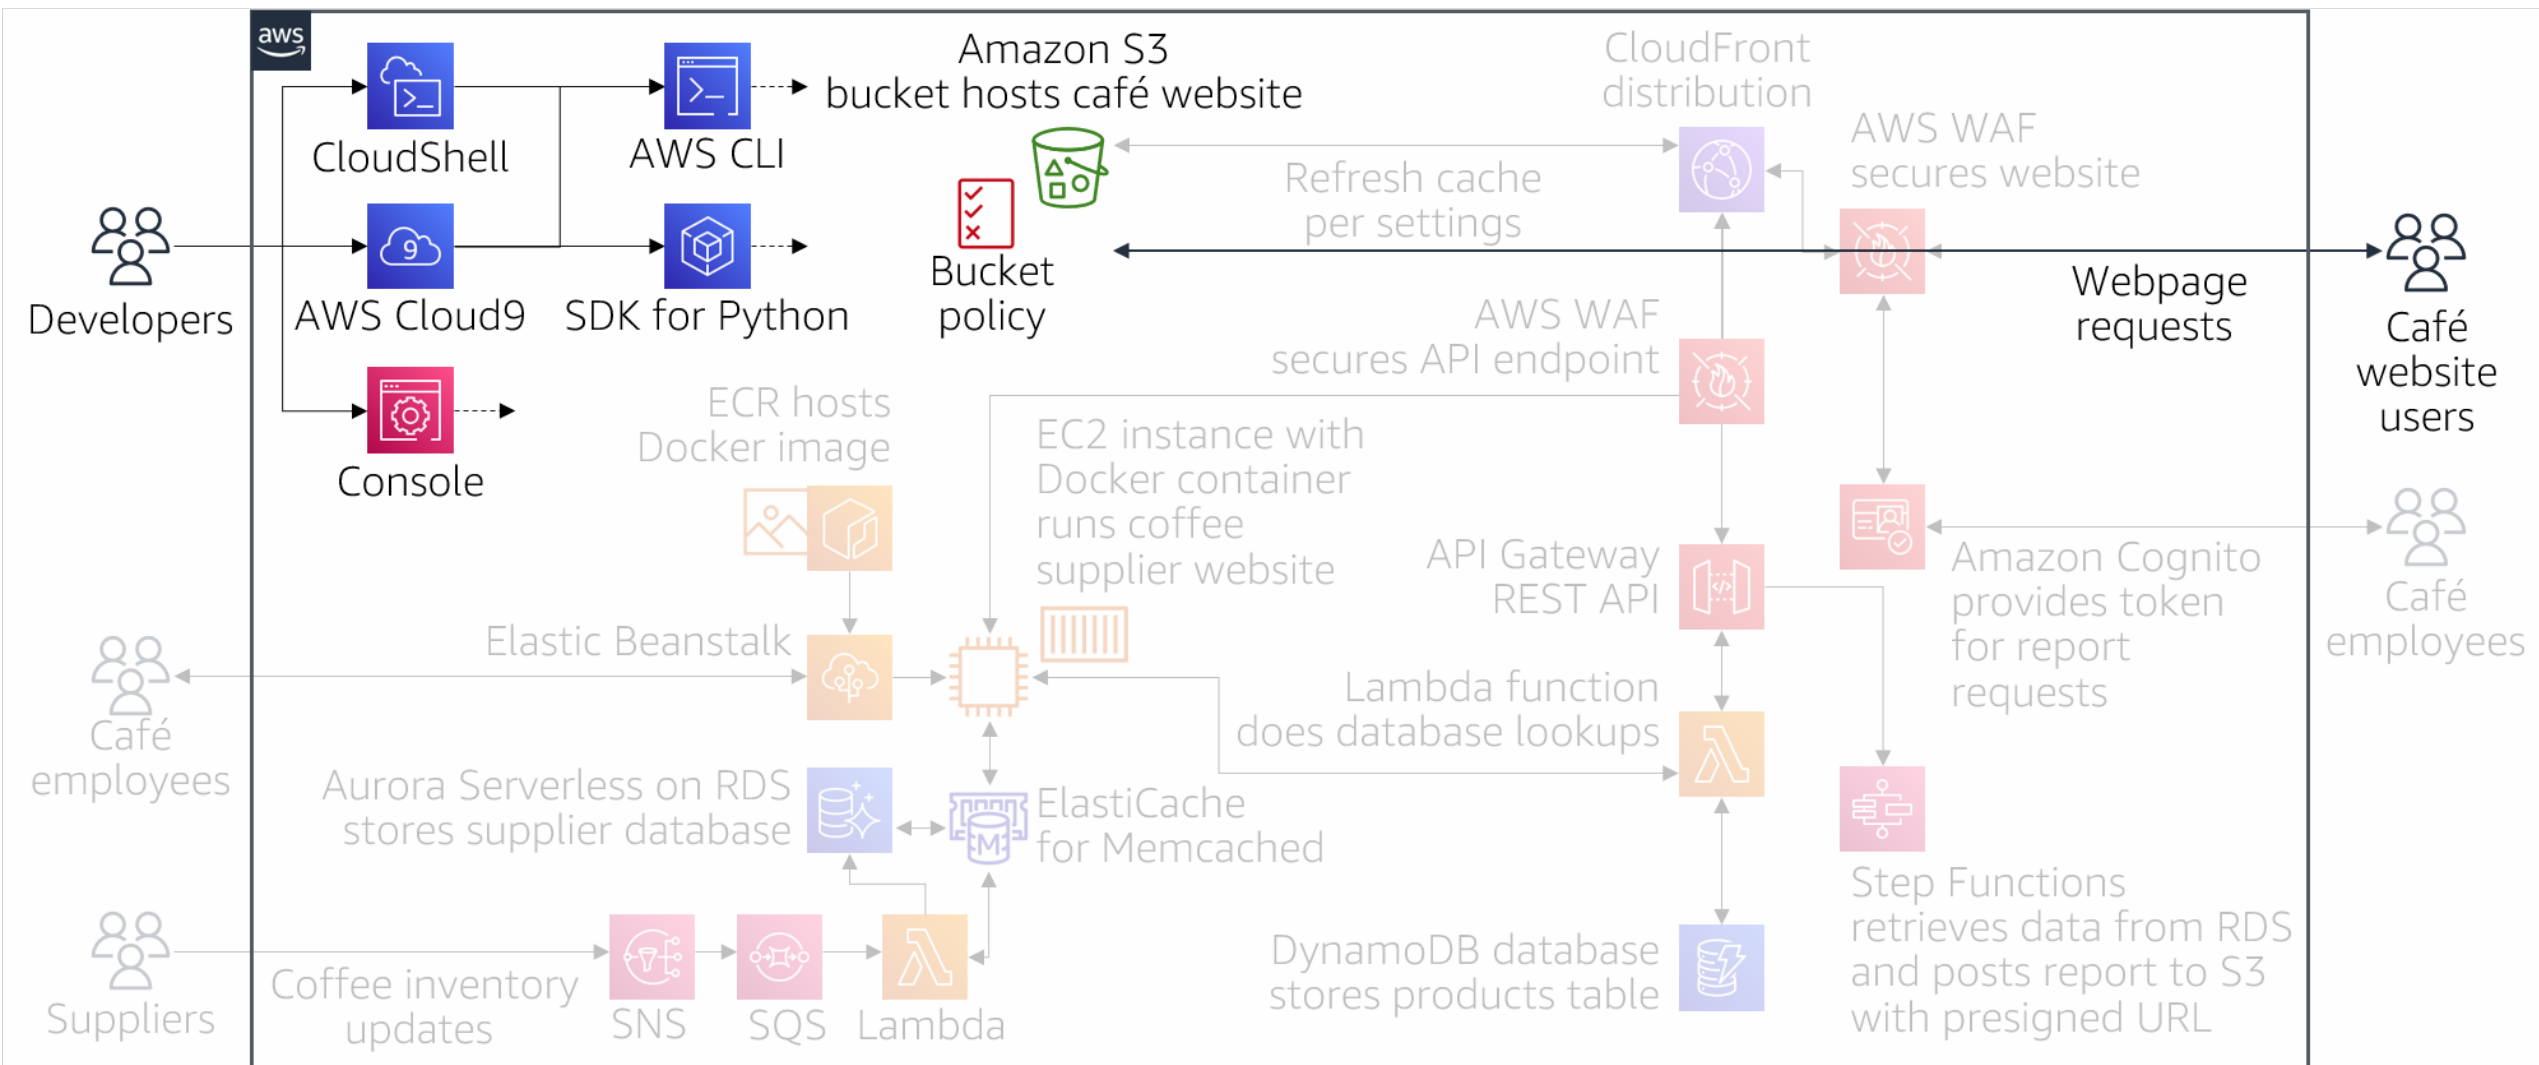 aws
CloudShell
AWS CLI
Amazon S3
bucket hosts café website
CloudFront
distribution
AWS WAF
secures website
Refresh cache
per settings
Developers
9
AWS Cloud9
SDK for Python
Bucket
policy
Webpage
requests
Café
website
users
AWS WAF
secures API endpoint
Console
ECR hosts
Docker image
EC2 instance with
Docker container
runs coffee
supplier website
API Gateway
REST API
</>
Amazon Cognito
provides token
for report
requests
Café
employees
Café
employees
Elastic Beanstalk
Lambda function
does database lookups
Aurora Serverless on RDS
stores supplier database
M
ElastiCache
for Memcached
Step Functions
retrieves data from RDS
and posts report to S3
with presigned URL
Suppliers
Coffee inventory
updates
SNS
SQS
Lambda
DynamoDB database
stores products table